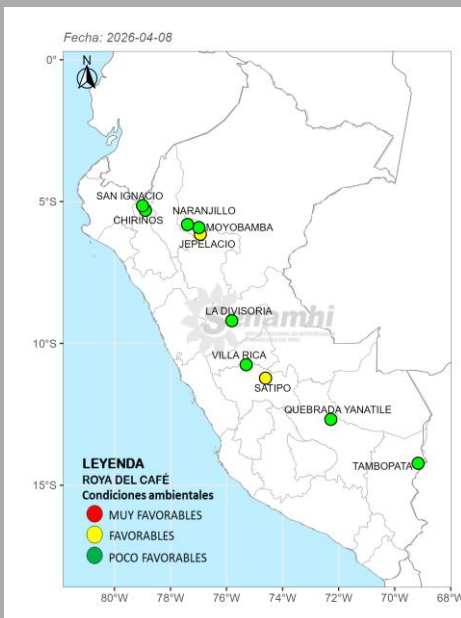 Fecha: 2026-04-08
N
0°
SAN IGNACIO
5°S
NARANJILLO
CHIRINOS
MOYOBAMBA
JEPELACIO
LA DIVISORIA
Senamhi
10°S
VILLA RICA
SATIPO
QUEBRADA YANATILE
TAMBOPATA
LEYENDA
ROYA DEL CAFÉ
Condiciones ambientales
15°S
MUY FAVORABLES
FAVORABLES
POCO FAVORABLES
80°W 78°W 76°W 74°W 72°W 70°W 68°W